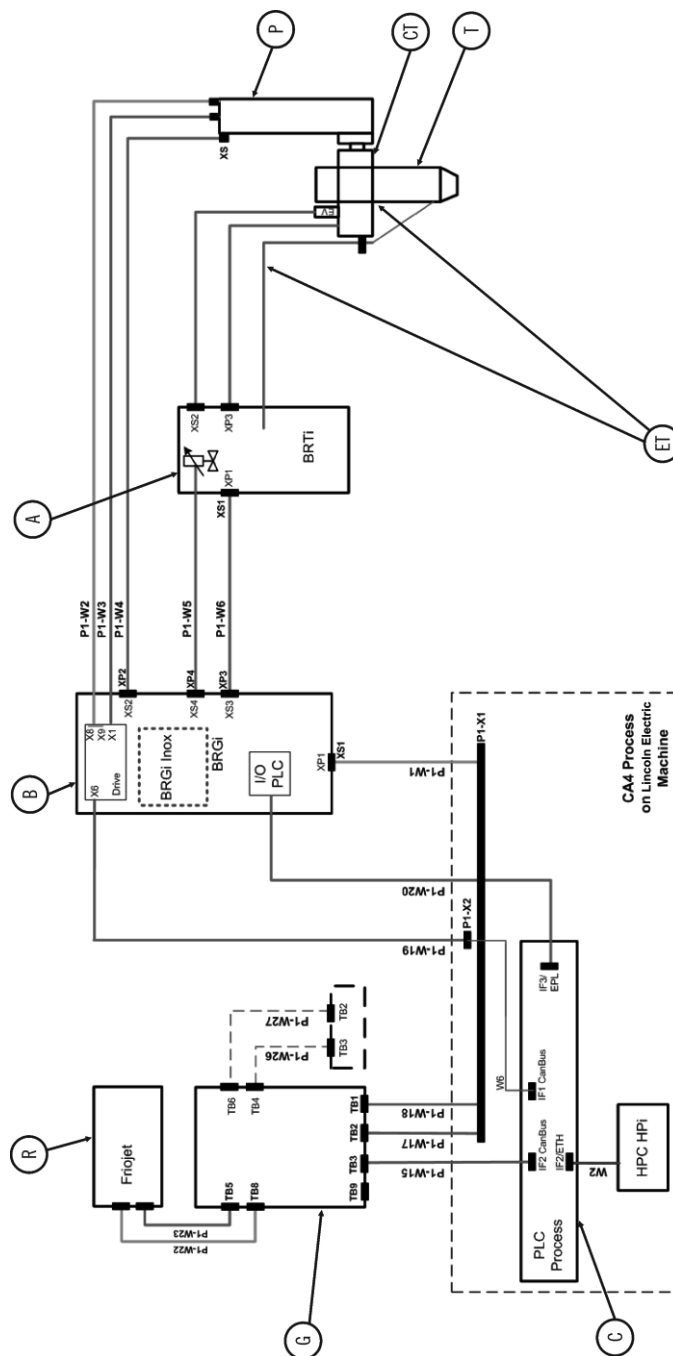 P
CT
T
ET
A
B
R
G
C
XS
EV
XS2
XP3
XP1
XS1
BRTi
P1-W2
P1-W3
P1-W4
P1-W5
P1-W6
XP2
XP4
XP3
XS2
XS4
XS3
X8
X9
X1
X6
Drive
BRGi Inox
BRGi
I/O
PLC
XP1
XS1
P1-W1
P1-X1
P1-W20
P1-X2
P1-W19
CA4 Process
on Lincoln Electric
Machine
IF3/
EPL
W6
IF1 CanBus
IF2 CanBus
IF2/ETH
PLC
Process
W2
HPC HPi
P1-W27
P1-W26
TB2
TB3
TB6
TB4
TB1
TB2
TB3
TB9
P1-W18
P1-W17
P1-W15
TB5
TB8
Friojet
P1-W23
P1-W22